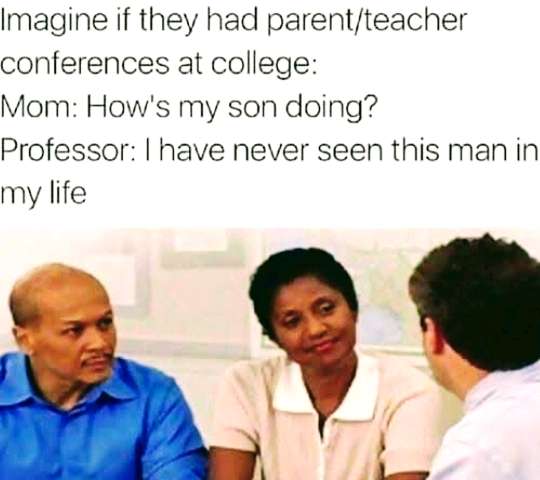 Imagine if they had parent/teacher
conferences at college:
Mom: How's my son doing?
Professor: I have never seen this man in
my life